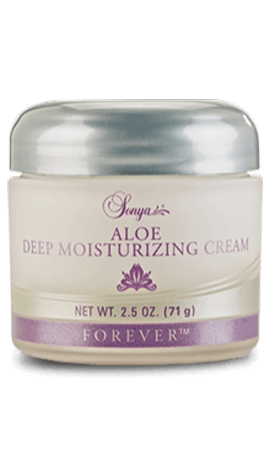 Sonya
ALOE
DEEP MOISTURIZING CREAM
NET WT. 2.5 OZ. (71 g)
FOREVER™